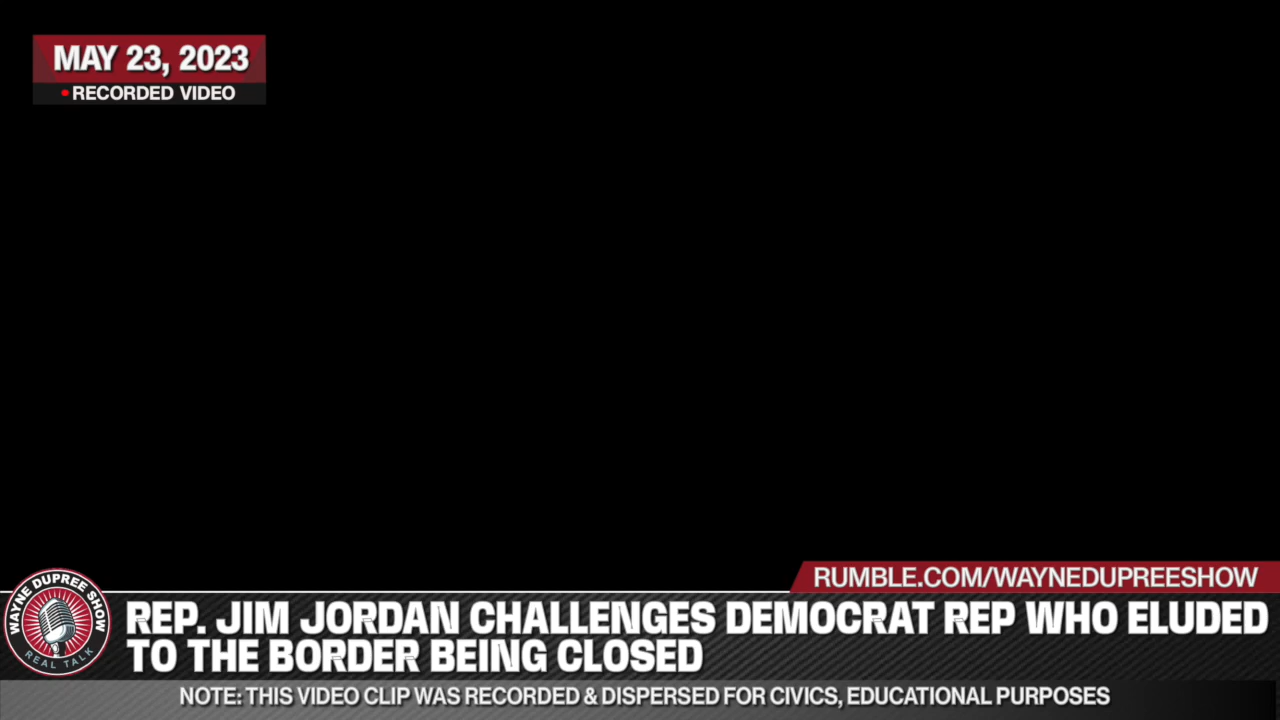 MAY 23, 2023
RECORDED VIDEO
RUMBLE.COM/WAYNEDUPREESHOW
WAYNE DUPREE SHOW
REAL TALK
REP. JIM JORDAN CHALLENGES DEMOCRAT REP WHO ELUDED
TO THE BORDER BEING CLOSED
NOTE: THIS VIDEO CLIP WAS RECORDED & DISPERSED FOR CIVICS, EDUCATIONAL PURPOSES